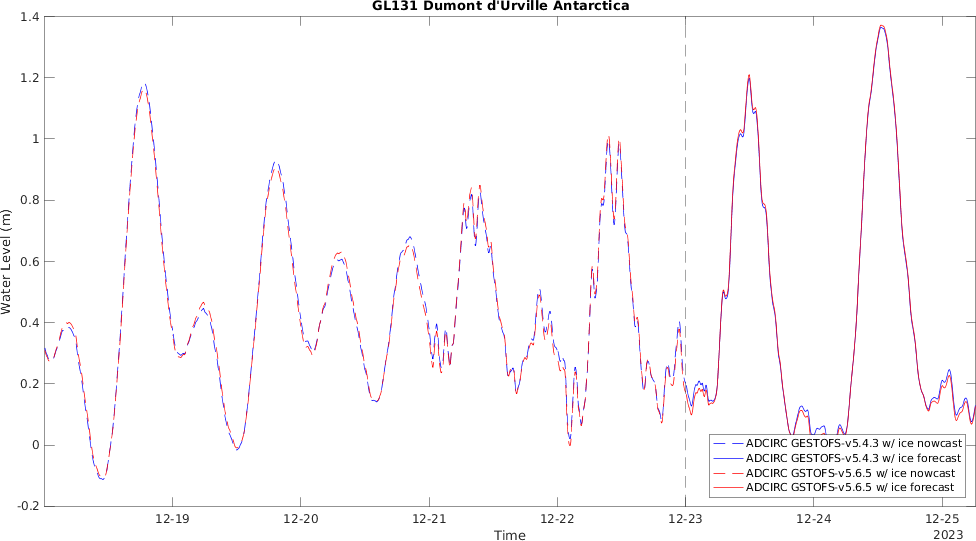 GL131 Dumont d'Urville Antarctica
1.4
1.2
1
0.8
0.6
0.4
0.2
0
-0.2
Water Level (m)
12-19
12-20
12-21
12-22
12-23
12-24
12-25
Time
2023
ADCIRC GESTOFS-v5.4.3 w/ ice nowcast
ADCIRC GESTOFS-v5.4.3 w/ ice forecast
ADCIRC GSTOFS-v5.6.5 w/ ice nowcast
ADCIRC GSTOFS-v5.6.5 w/ ice forecast